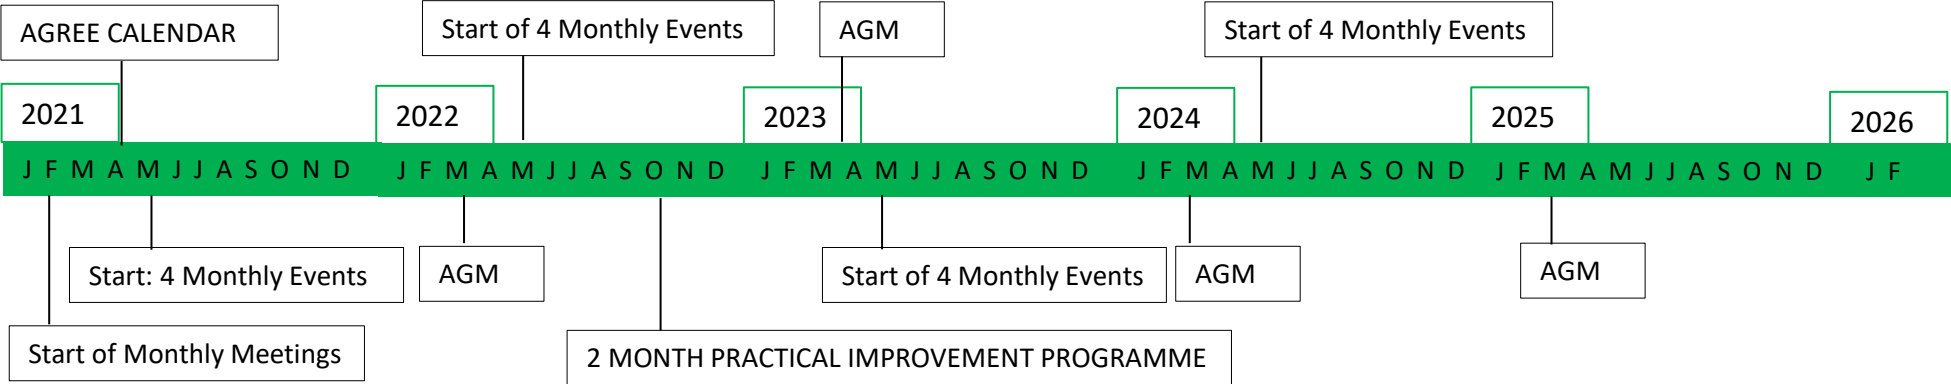 Start of 4 Monthly Events
AGM
Start of 4 Monthly Events
AGREE CALENDAR
2021
2022
2023
2024
2025
2026
J F M A M J J A S O N D
J F M A M J J A S O N D
J F M A M J J A S O N D
J F M A M J J A S O N D
J F M A M J J A S O N D
J F
Start: 4 Monthly Events
AGM
Start of 4 Monthly Events
AGM
AGM
Start of Monthly Meetings
2 MONTH PRACTICAL IMPROVEMENT PROGRAMME